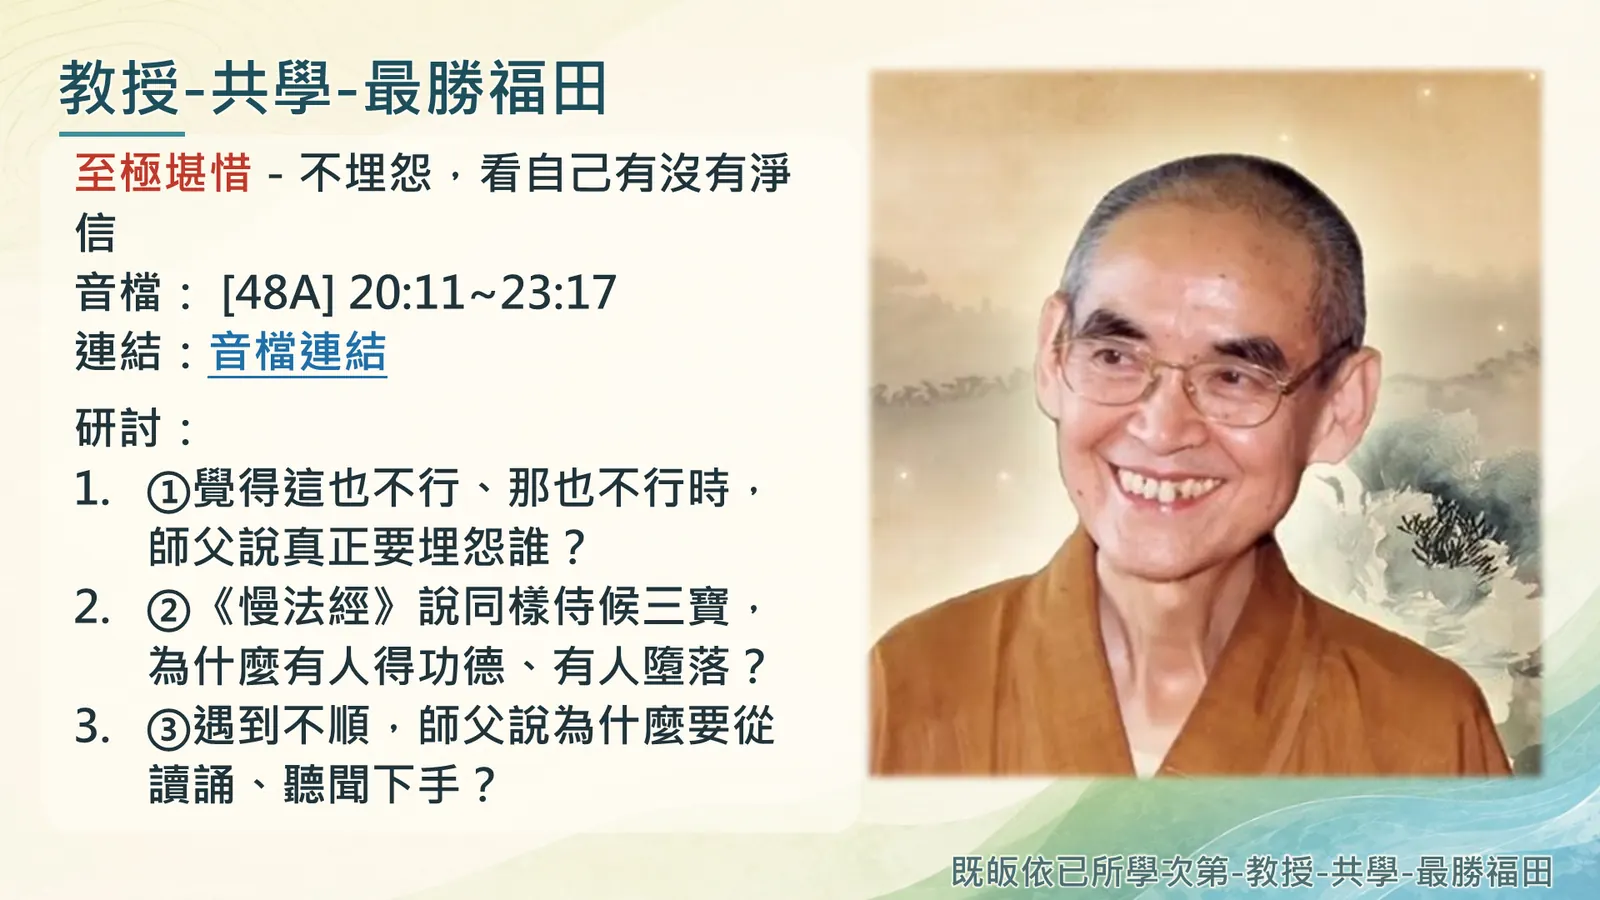 教授-共學-最勝福田
至極堪惜 - 不埋怨，看自己有沒有淨
信
音檔： [48A] 20:11~23:17
連結：音檔連結
研討：
1. ①覺得這也不行、那也不行時，
師父說真正要埋怨誰？
2. ②《慢法經》說同樣侍候三寶，
為什麼有人得功德、有人墮落？
3. ③遇到不順，師父說為什麼要從
讀誦、聽聞下手？
既皈依已所學次第-教授-共學-最勝福田